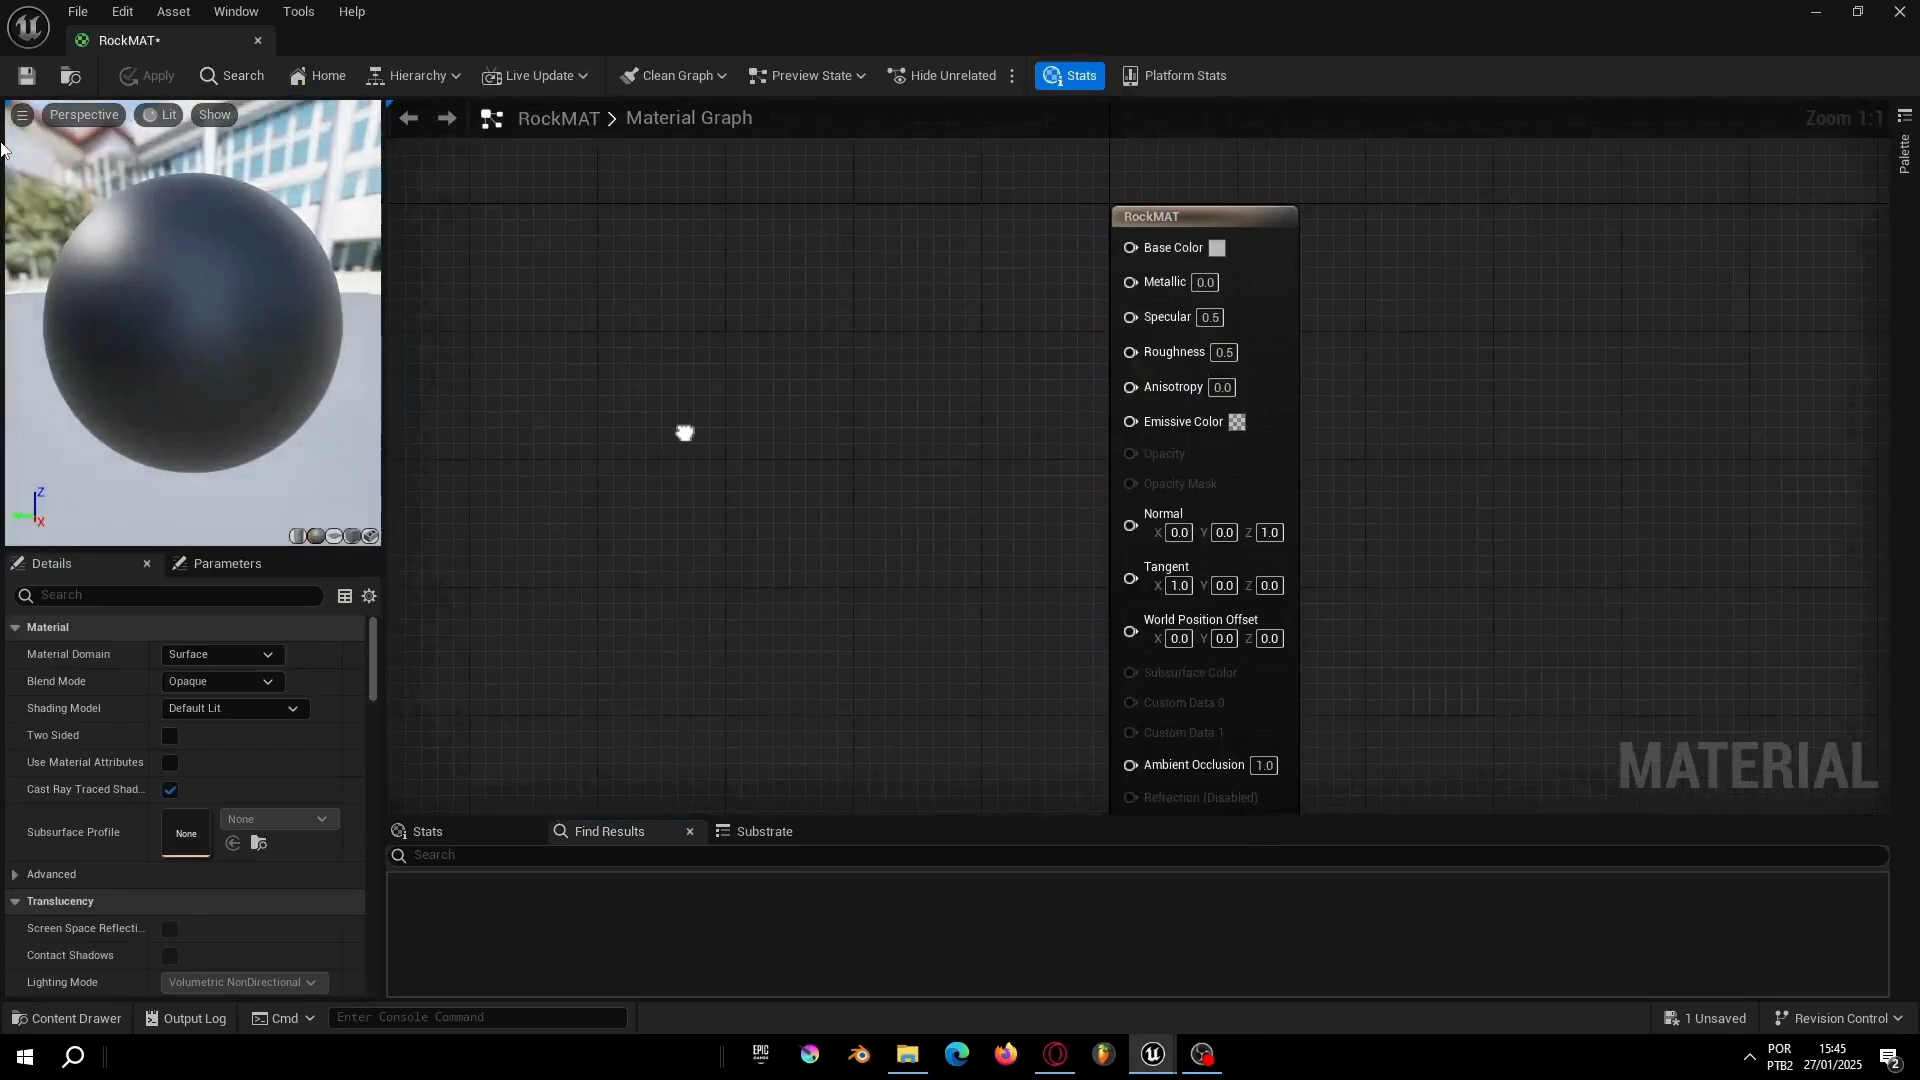 File Edit Asset Window Tools Help
RockMAT*
Apply Search Home Hierarchy Live Update Clean Graph Preview State Hide Unrelated Stats Platform Stats
Perspective Lit Show
RockMAT > Material Graph
Zoom 1:1
Palette
RockMAT
Base Color
Metallic 0.0
Specular 0.5
Roughness 0.5
Anisotropy 0.0
Emissive Color
Opacity
Opacity Mask
Normal
X 0.0 Y 0.0 Z 1.0
Tangent
X 1.0 Y 0.0 Z 0.0
World Position Offset
X 0.0 Y 0.0 Z 0.0
Subsurface Color
Custom Data 0
Custom Data 1
Ambient Occlusion 1.0
Refraction (Disabled)
MATERIAL
Z
X
Details Parameters
Search
Material
Material Domain Surface
Blend Mode Opaque
Shading Model Default Lit
Two Sided
Use Material Attributes
Cast Ray Traced Shad...
Subsurface Profile None None
Advanced
Translucency
Screen Space Reflecti...
Contact Shadows
Lighting Mode Volumetric NonDirectional
Stats Find Results Substrate
Search
Content Drawer Output Log Cmd Enter Console Command 1 Unsaved Revision Control
EPIC GAMES
POR
PTB2
15:45
27/01/2025
2